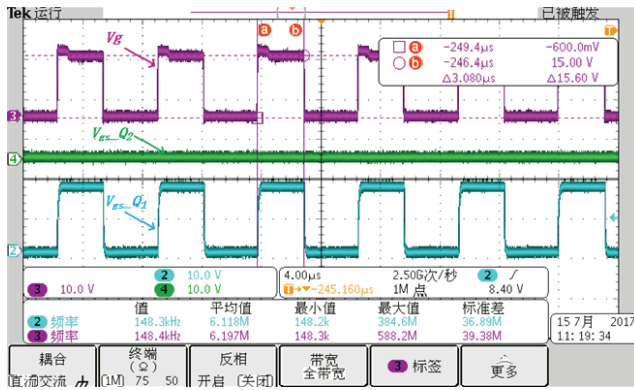 Tek 运行 已被触发
T
a b
a -249.4μs -600.0mV
b -246.4μs 15.00 V
Δ3.080μs Δ15.60 V
Vg
3
Vgs_Q2
4
Vgs_Q1
2
2 10.0 V 4.00μs 2.50G次/秒 2
3 10.0 V 4 10.0 V T→▼-245.160μs 1M 点 8.40 V
值 平均值 最小值 最大值 标准差
2 频率 148.3kHz 6.118M 148.2k 384.6M 36.89M
3 频率 148.4kHz 6.197M 148.3k 588.2M 39.38M
15 7月 2017
11:19:34
耦合 终端 反相 带宽 3 标签 更多
(Ω) 全带宽
直流 交流 1M 75 50 开启 关闭